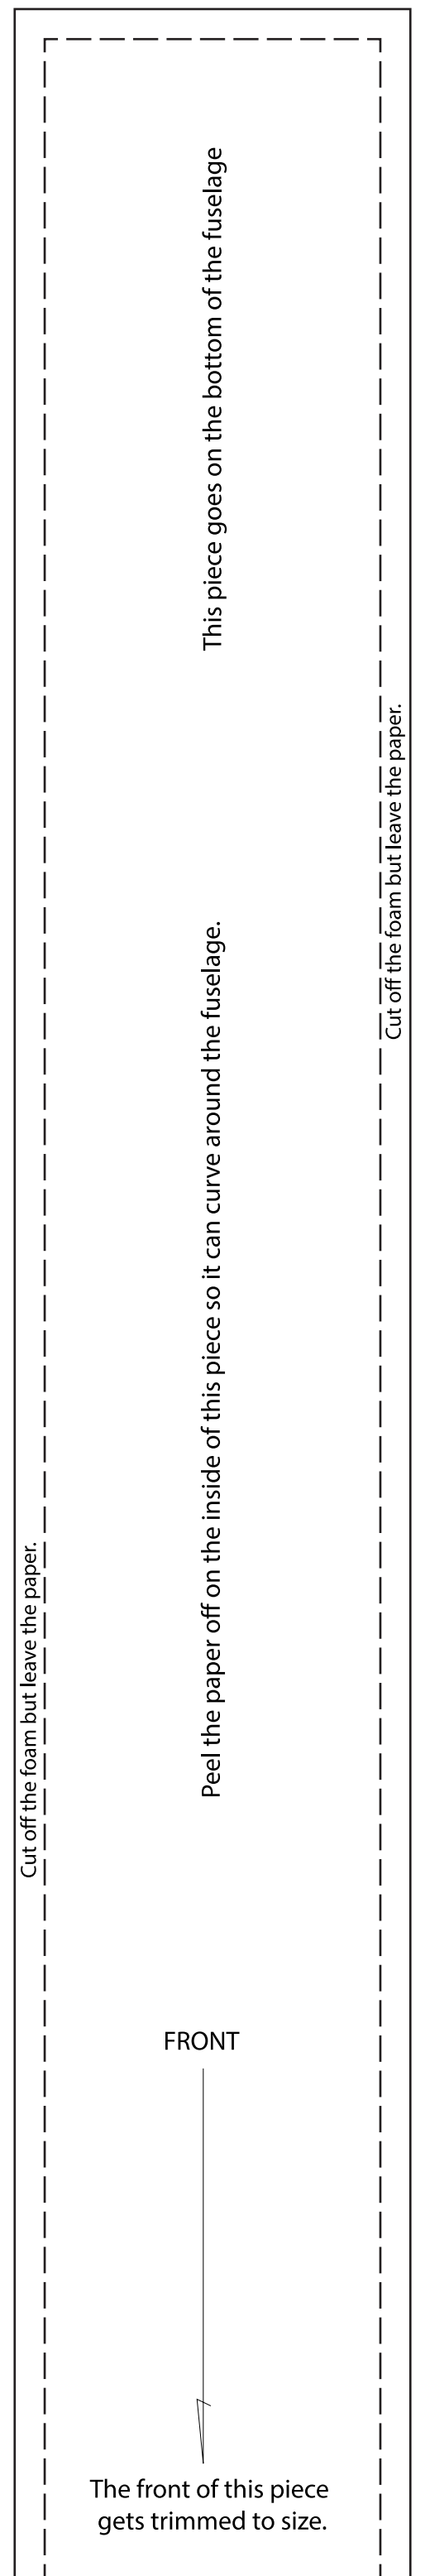 This piece goes on the bottom of the fuselage
Cut off the foam but leave the paper.
Peel the paper off on the inside of this piece so it can curve around the fuselage.
Cut off the foam but leave the paper.
FRONT
The front of this piece
gets trimmed to size.